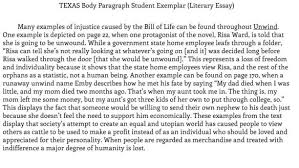 TEXAS Body Paragraph Student Exemplar (Literary Essay)
Many examples of injustice caused by the Bill of Life can be found throughout Unwind.
One example is depicted on page 22, when one protagonist of the novel, Risa Ward, is told that
she is going to be unwound. While a government state home employee leafs through a folder,
"Risa can tell she's not really looking at whatever's going on [and it] was decided long before
Risa walked through the door [that she would be unwound]." This represents a loss of freedom
individuality because it shows that the state home employees view Risa, and the rest of the
orphans as a statistic, not a human being. Another example can be found on page 110, when a
runaway unwind name Emby describes how he met his fate by saying "My dad died when I was
little, and my mom died two months ago. That's when my aunt took me in. The thing is, my
mom left me some money, but my aunt's got three kids of her own to put through college, so."
This displays the fact that someone would be willing to send their own nephew to his death just
because she doesn't feel the need to support him economically. These examples from the text
display that society's attempt to create an equal and utopian world has caused people to view
others as cattle to be used to make a profit instead of as an individual who should be loved and
appreciated for their personality. When people are regarded as merchandise and treated with
indifference a major degree of humanity is lost.